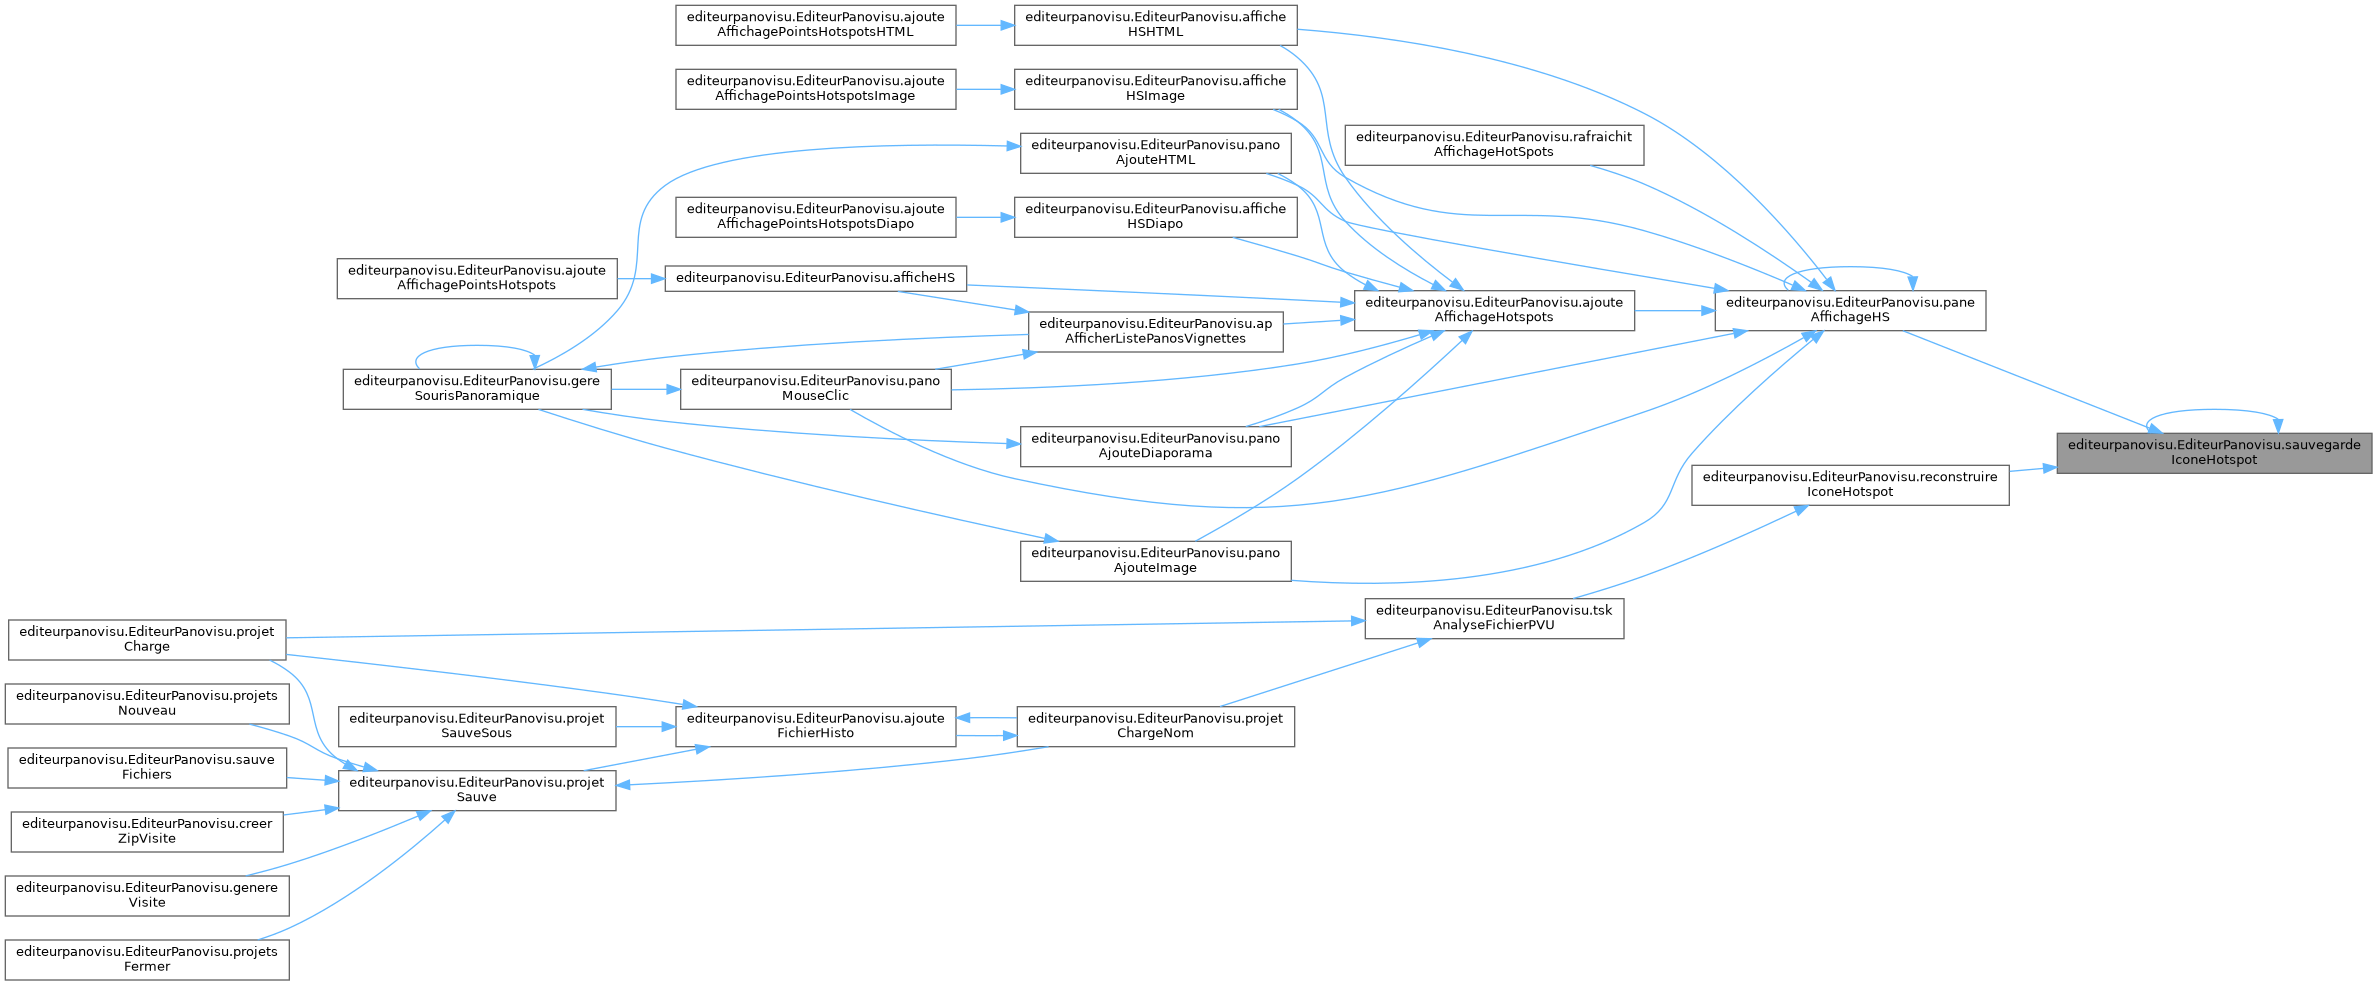 editeurpanovisu.EditeurPanovisu.ajoute
AffichagePointsHotspotsHTML
editeurpanovisu.EditeurPanovisu.affiche
HSHTML
editeurpanovisu.EditeurPanovisu.ajoute
AffichagePointsHotspotsImage
editeurpanovisu.EditeurPanovisu.affiche
HSImage
editeurpanovisu.EditeurPanovisu.rafraichit
AffichageHotSpots
editeurpanovisu.EditeurPanovisu.pano
AjouteHTML
editeurpanovisu.EditeurPanovisu.ajoute
AffichagePointsHotspotsDiapo
editeurpanovisu.EditeurPanovisu.affiche
HSDiapo
editeurpanovisu.EditeurPanovisu.ajoute
AffichagePointsHotspots
editeurpanovisu.EditeurPanovisu.afficheHS
editeurpanovisu.EditeurPanovisu.ajoute
AffichageHotspots
editeurpanovisu.EditeurPanovisu.pane
AffichageHS
editeurpanovisu.EditeurPanovisu.ap
AfficherListePanosVignettes
editeurpanovisu.EditeurPanovisu.gere
SourisPanoramique
editeurpanovisu.EditeurPanovisu.pano
MouseClic
editeurpanovisu.EditeurPanovisu.pano
AjouteDiaporama
editeurpanovisu.EditeurPanovisu.sauvegarde
IconeHotspot
editeurpanovisu.EditeurPanovisu.reconstruire
IconeHotspot
editeurpanovisu.EditeurPanovisu.pano
AjouteImage
editeurpanovisu.EditeurPanovisu.tsk
AnalyseFichierPVU
editeurpanovisu.EditeurPanovisu.projet
Charge
editeurpanovisu.EditeurPanovisu.projets
Nouveau
editeurpanovisu.EditeurPanovisu.projet
SauveSous
editeurpanovisu.EditeurPanovisu.ajoute
FichierHisto
editeurpanovisu.EditeurPanovisu.projet
ChargeNom
editeurpanovisu.EditeurPanovisu.sauve
Fichiers
editeurpanovisu.EditeurPanovisu.projet
Sauve
editeurpanovisu.EditeurPanovisu.creer
ZipVisite
editeurpanovisu.EditeurPanovisu.genere
Visite
editeurpanovisu.EditeurPanovisu.projets
Fermer